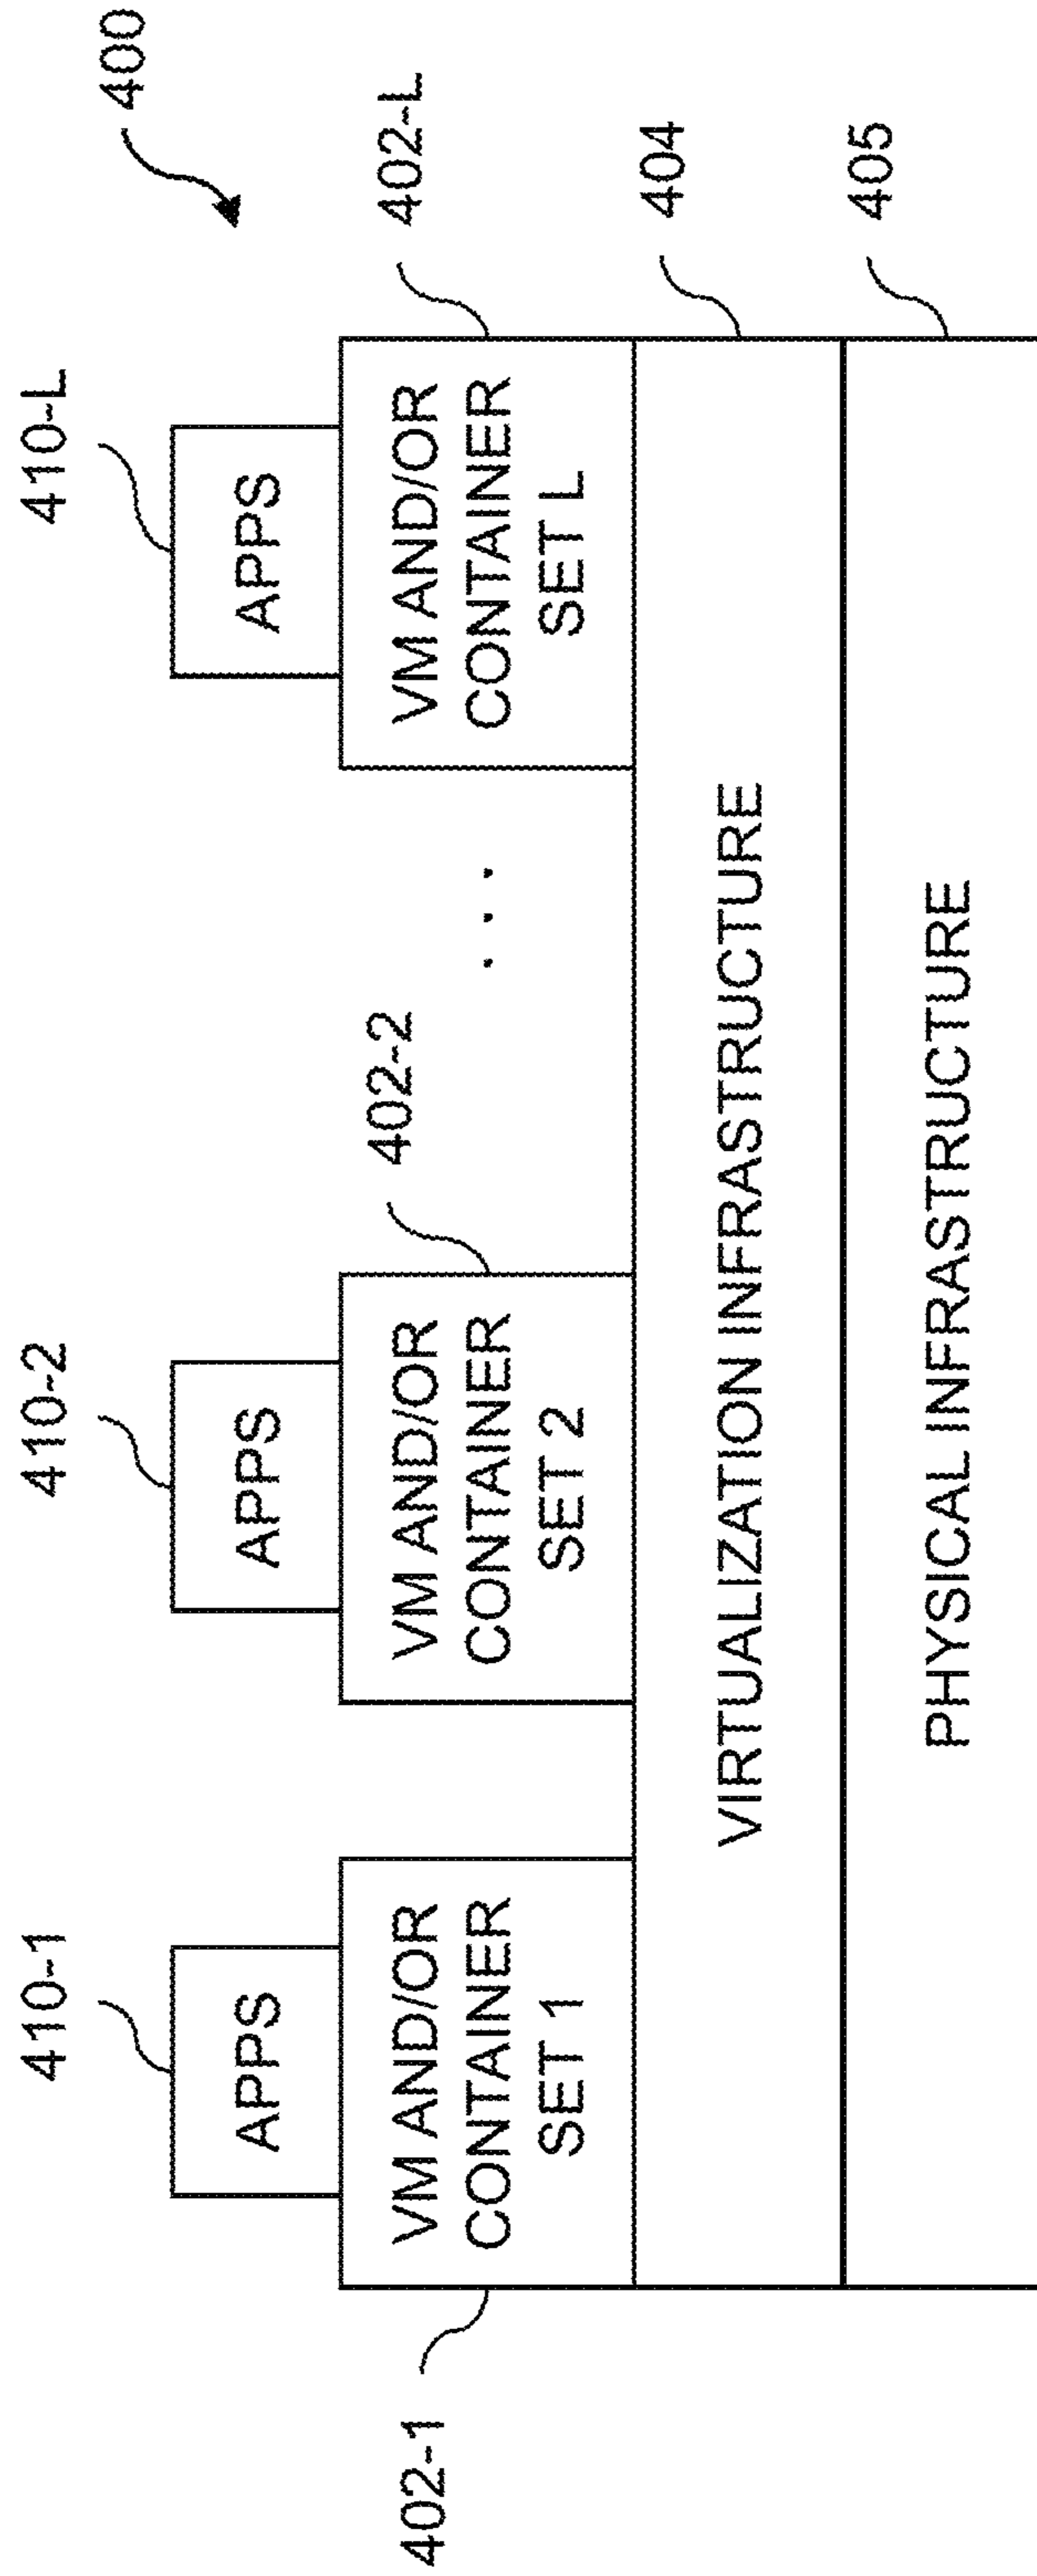 400
410-1
410-2
410-L
APPS
APPS
APPS
402-1
VM AND/OR
CONTAINER
SET 1
VM AND/OR
CONTAINER
SET 2
402-2
. . .
VM AND/OR
CONTAINER
SET L
402-L
VIRTUALIZATION INFRASTRUCTURE
404
PHYSICAL INFRASTRUCTURE
405